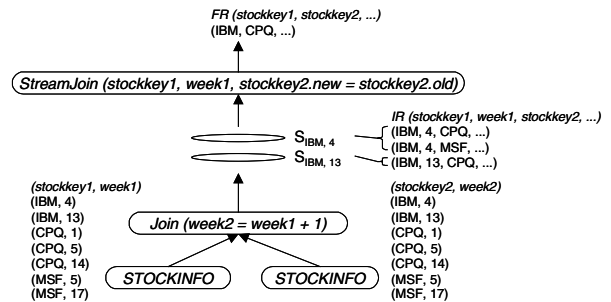 FR (stockkey1, stockkey2, ...)
(IBM, CPQ, ...)
StreamJoin (stockkey1, week1, stockkey2.new = stockkey2.old)
IR (stockkey1, week1, stockkey2, ...)
S IBM, 4
(IBM, 4, CPQ, ...)
(IBM, 4, MSF, ...)
S IBM, 13
(IBM, 13, CPQ, ...)
(stockkey1, week1)
(IBM, 4)
(IBM, 13)
(CPQ, 1)
(CPQ, 5)
(CPQ, 14)
(MSF, 5)
(MSF, 17)
Join (week2 = week1 + 1)
STOCKINFO
STOCKINFO
(stockkey2, week2)
(IBM, 4)
(IBM, 13)
(CPQ, 1)
(CPQ, 5)
(CPQ, 14)
(MSF, 5)
(MSF, 17)